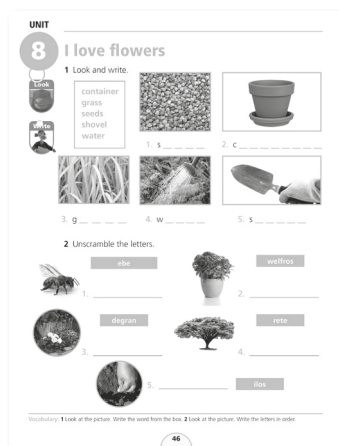 UNIT
8
I love flowers
Look
Write
1 Look and write.
container
grass
seeds
shovel
water
1. s _ _ _ _
2. c _ _ _ _ _ _ _ _
3. g _ _ _ _
4. w _ _ _ _
5. s _ _ _ _ _
2 Unscramble the letters.
ebe
1.
welfros
2.
degran
3.
rete
4.
5.
ilos
Vocabulary: 1 Look at the picture. Write the word from the box. 2 Look at the picture. Write the letters in order.
46